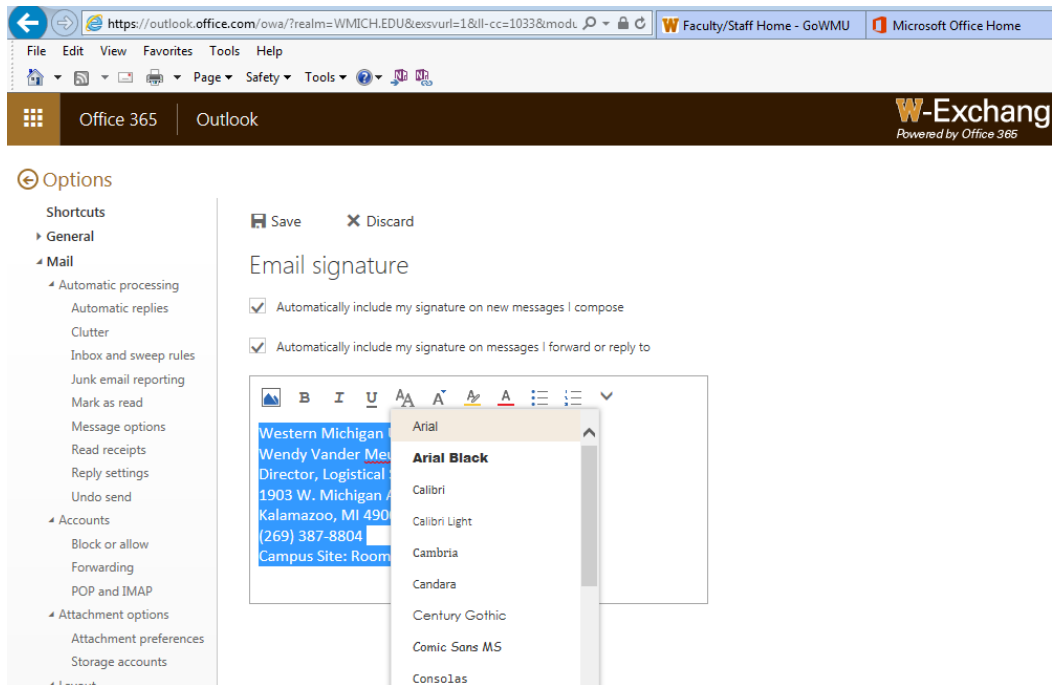 https://outlook.office.com/owa/?realm=WMICH.EDU&exsvurl=1&ll-cc=1033&modu
Faculty/Staff Home - GoWMU
Microsoft Office Home
File Edit View Favorites Tools Help
Page Safety Tools
Office 365 Outlook
W-Exchang
Powered by Office 365
Options
Shortcuts
General
Mail
Automatic processing
Automatic replies
Clutter
Inbox and sweep rules
Junk email reporting
Mark as read
Message options
Read receipts
Reply settings
Undo send
Accounts
Block or allow
Forwarding
POP and IMAP
Attachment options
Attachment preferences
Storage accounts
Layout
Save Discard
Email signature
Automatically include my signature on new messages I compose
Automatically include my signature on messages I forward or reply to
B I U AA A A A
Western Michigan
Wendy Vander Meu
Director, Logistical
1903 W. Michigan A
Kalamazoo, MI 490
(269) 387-8804
Campus Site: Room
Arial
Arial Black
Calibri
Calibri Light
Cambria
Candara
Century Gothic
Comic Sans MS
Consolas